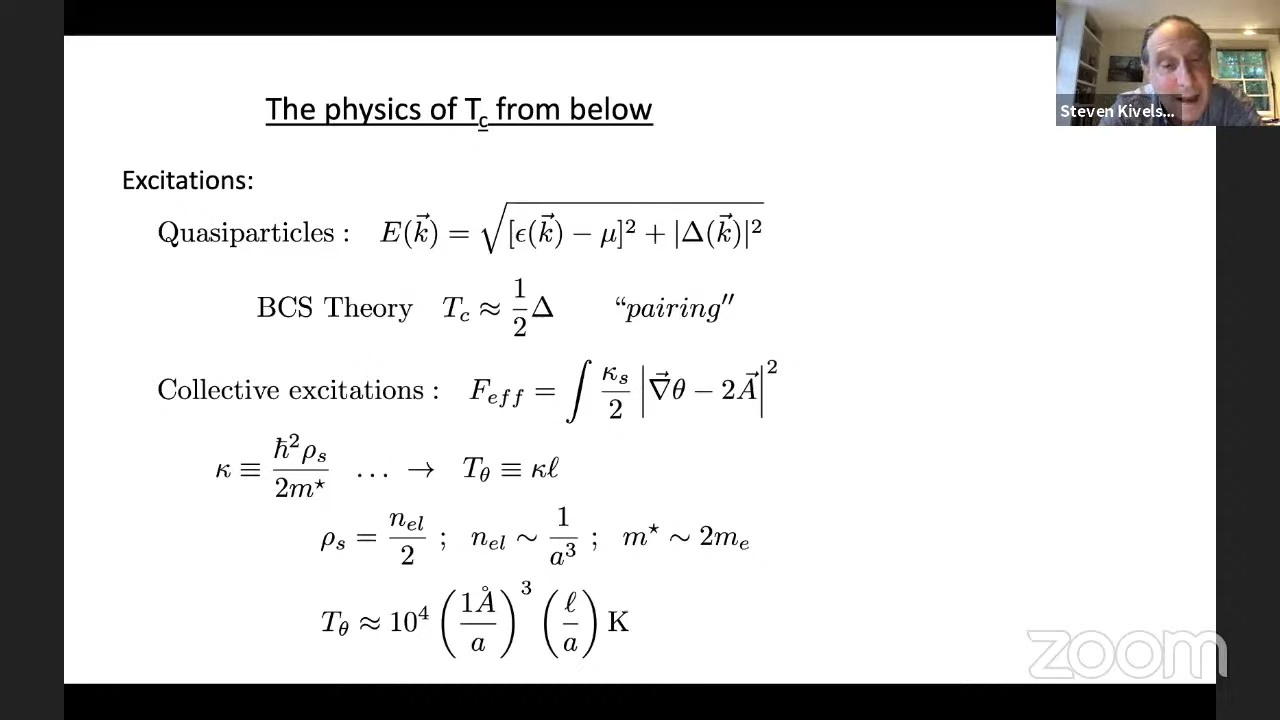 The physics of T_c from below
Steven Kivels...
Excitations:
Quasiparticles : E(k⃗) = √([ϵ(k⃗) − μ]² + |Δ(k⃗)|²)
BCS Theory T_c ≈ 1/2 Δ “pairing″
Collective excitations : F_eff = ∫ κ_s/2 |∇⃗θ − 2A⃗|²
κ ≡ ħ²ρ_s/2m⋆ ... → T_θ ≡ κℓ
ρ_s = n_el/2 ; n_el ∼ 1/a³ ; m⋆ ∼ 2m_e
T_θ ≈ 10⁴ (1Å/a)³ (ℓ/a) K
zoom